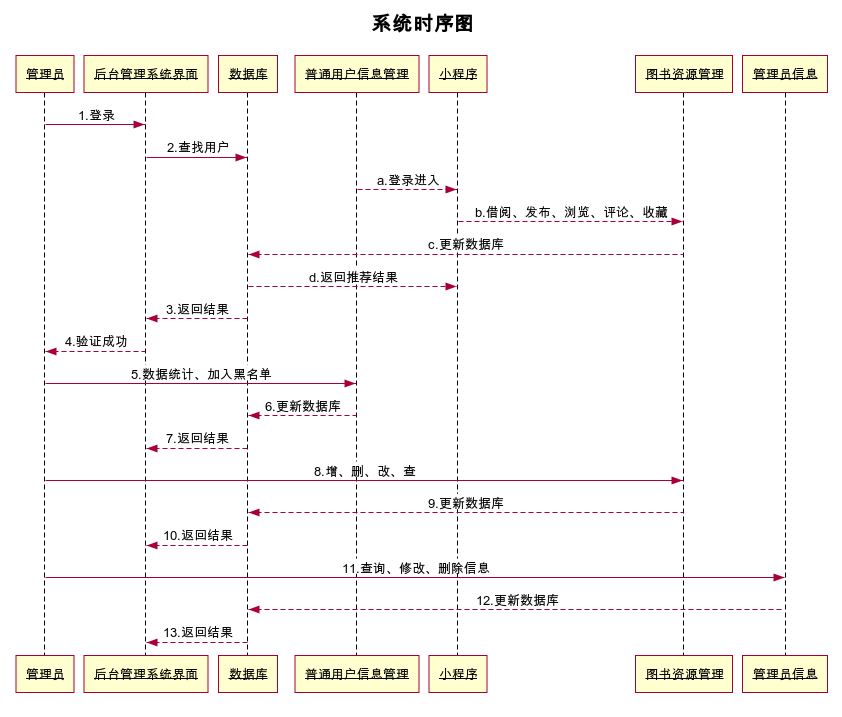 系统时序图
管理员 后台管理系统界面 数据库 普通用户信息管理 小程序 图书资源管理 管理员信息
1.登录
2.查找用户
a.登录进入
b.借阅、发布、浏览、评论、收藏
c.更新数据库
d.返回推荐结果
3.返回结果
4.验证成功
5.数据统计、加入黑名单
6.更新数据库
7.返回结果
8.增、删、改、查
9.更新数据库
10.返回结果
11.查询、修改、删除信息
12.更新数据库
13.返回结果
管理员 后台管理系统界面 数据库 普通用户信息管理 小程序 图书资源管理 管理员信息